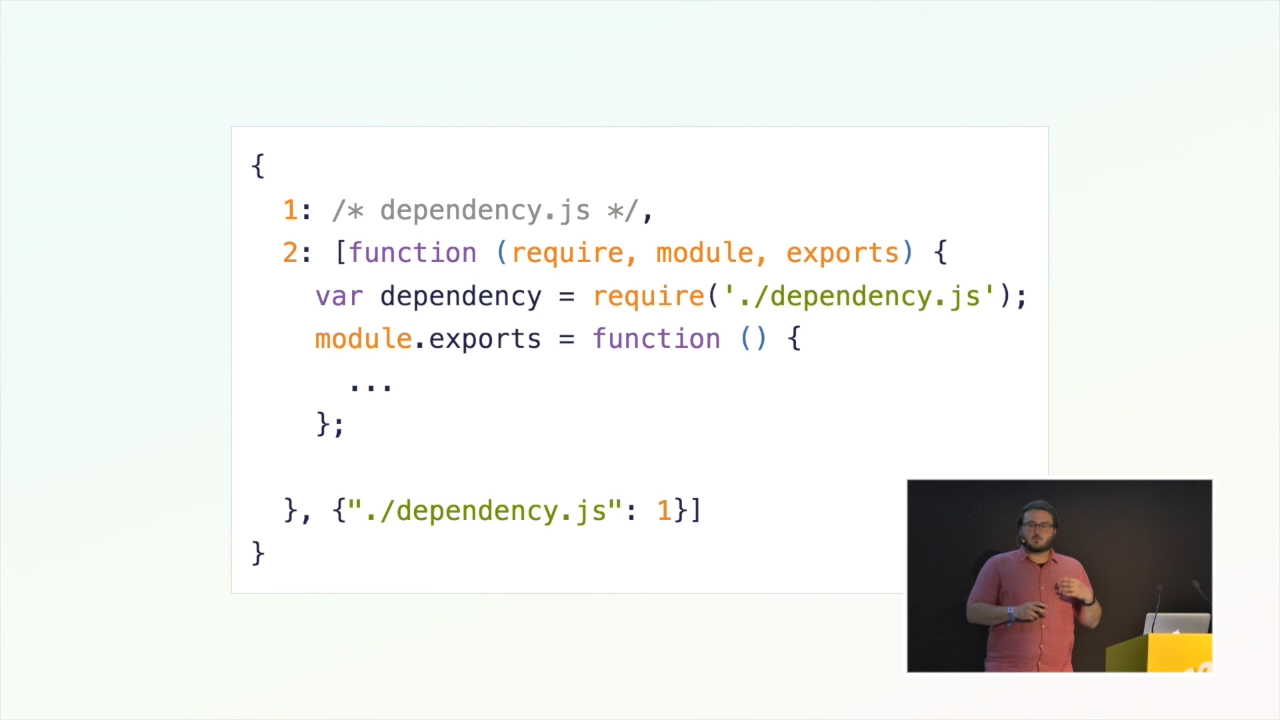 {
1: /* dependency.js */,
2: [function (require, module, exports) {
var dependency = require('./dependency.js');
module.exports = function () {
...
};
}, {"./dependency.js": 1}]
}